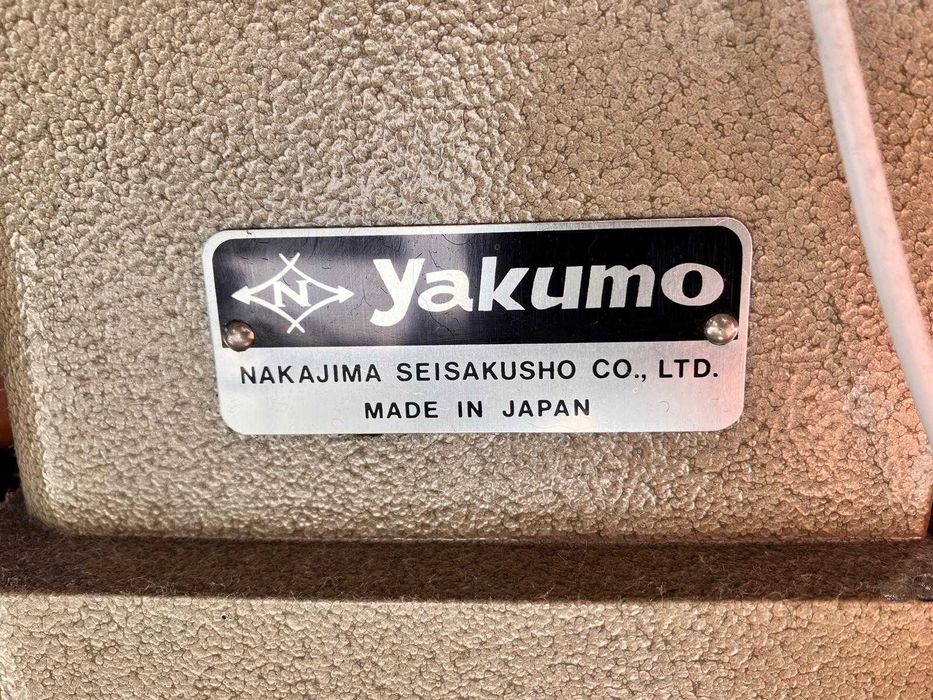 N yakumo
NAKAJIMA SEISAKUSHO CO., LTD.
MADE IN JAPAN